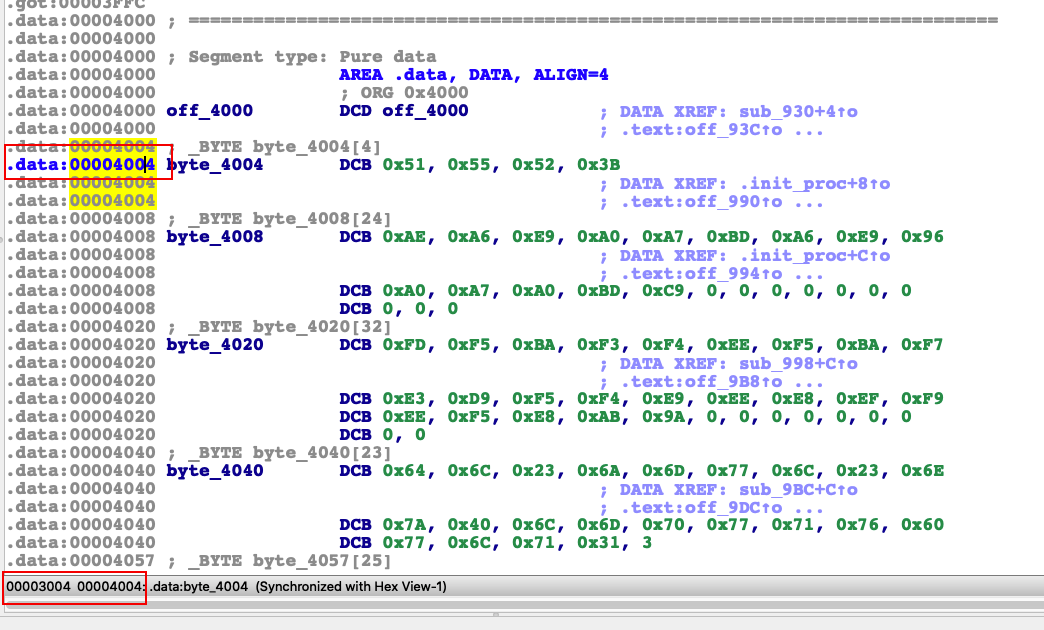 .got:00003FFC
.data:00004000 ; ===========================================================================
.data:00004000
.data:00004000 ; Segment type: Pure data
.data:00004000 AREA .data, DATA, ALIGN=4
.data:00004000 ; ORG 0x4000
.data:00004000 off_4000 DCD off_4000 ; DATA XREF: sub_930+4↑o
.data:00004000 ; .text:off_93C↑o ...
.data:00004004 ; _BYTE byte_4004[4]
.data:00004004 byte_4004 DCB 0x51, 0x55, 0x52, 0x3B
.data:00004004 ; DATA XREF: .init_proc+8↑o
.data:00004004 ; .text:off_990↑o ...
.data:00004008 ; _BYTE byte_4008[24]
.data:00004008 byte_4008 DCB 0xAE, 0xA6, 0xE9, 0xA0, 0xA7, 0xBD, 0xA6, 0xE9, 0x96
.data:00004008 ; DATA XREF: .init_proc+C↑o
.data:00004008 ; .text:off_994↑o ...
.data:00004008 DCB 0xA0, 0xA7, 0xA0, 0xBD, 0xC9, 0, 0, 0, 0, 0, 0, 0
.data:00004008 DCB 0, 0, 0
.data:00004020 ; _BYTE byte_4020[32]
.data:00004020 byte_4020 DCB 0xFD, 0xF5, 0xBA, 0xF3, 0xF4, 0xEE, 0xF5, 0xBA, 0xF7
.data:00004020 ; DATA XREF: sub_998+C↑o
.data:00004020 ; .text:off_9B8↑o ...
.data:00004020 DCB 0xE3, 0xD9, 0xF5, 0xF4, 0xE9, 0xEE, 0xE8, 0xEF, 0xF9
.data:00004020 DCB 0xEE, 0xF5, 0xE8, 0xAB, 0x9A, 0, 0, 0, 0, 0, 0, 0
.data:00004020 DCB 0, 0
.data:00004040 ; _BYTE byte_4040[23]
.data:00004040 byte_4040 DCB 0x64, 0x6C, 0x23, 0x6A, 0x6D, 0x77, 0x6C, 0x23, 0x6E
.data:00004040 ; DATA XREF: sub_9BC+C↑o
.data:00004040 ; .text:off_9DC↑o ...
.data:00004040 DCB 0x7A, 0x40, 0x6C, 0x6D, 0x70, 0x77, 0x71, 0x76, 0x60
.data:00004040 DCB 0x77, 0x6C, 0x71, 0x31, 3
.data:00004057 ; _BYTE byte_4057[25]
00003004 00004004: .data:byte_4004 (Synchronized with Hex View-1)